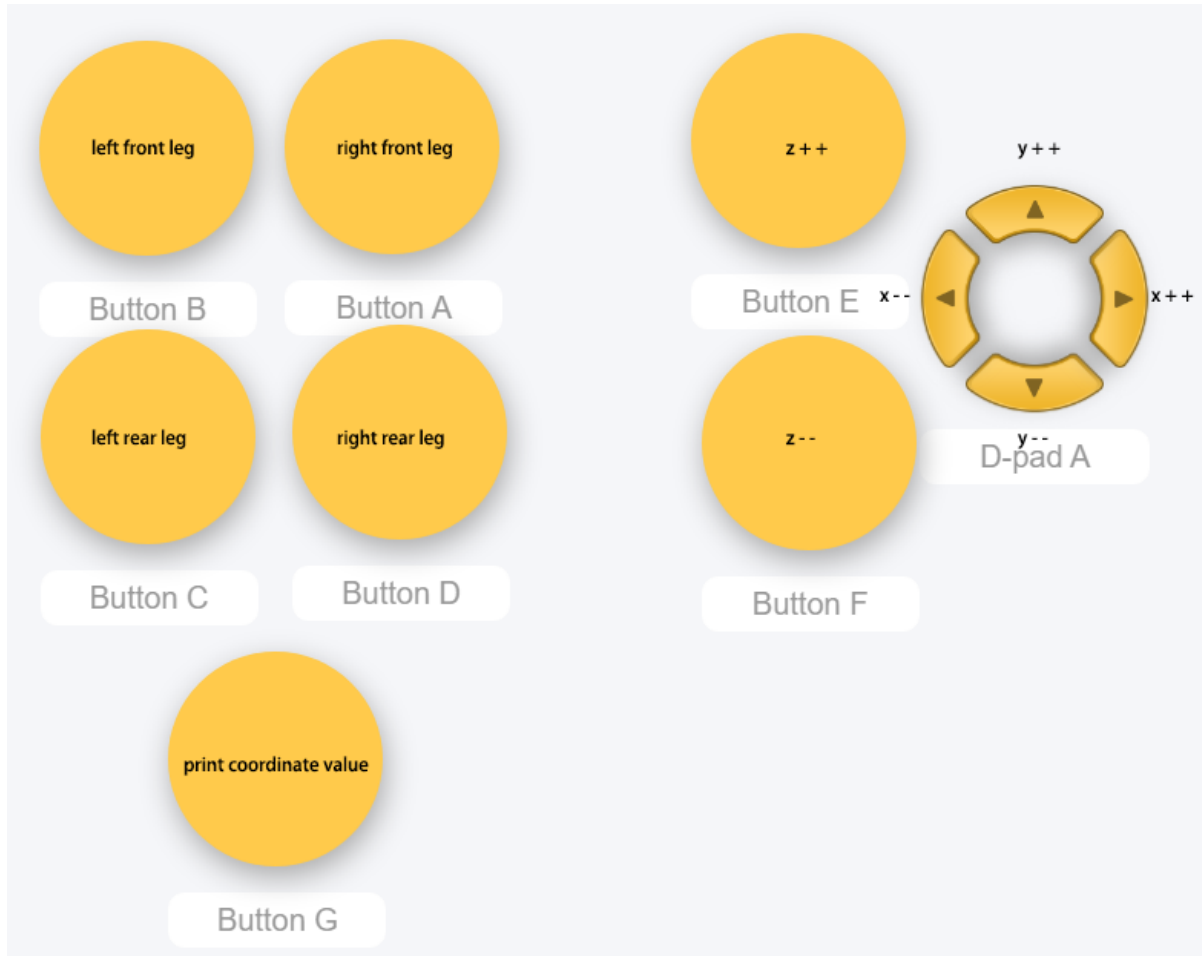 left front leg
right front leg
z + +
y + +
Button B
Button A
Button E
x - -
x + +
left rear leg
right rear leg
z - -
y - -
D-pad A
Button C
Button D
Button F
print coordinate value
Button G